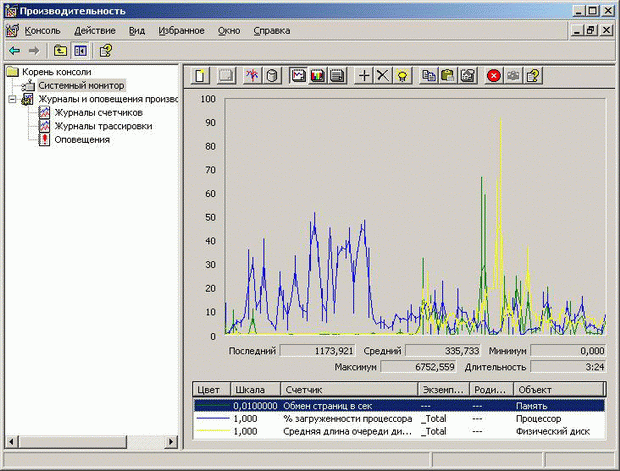 Производительность
Консоль Действие Вид Избранное Окно Справка
Корень консоли
Системный монитор
Журналы и оповещения произво
Журналы счетчиков
Журналы трассировки
Оповещения
100
90
80
70
60
50
40
30
20
10
0
Последний 1173,921 Средний 335,733 Минимум 0,000
Максимум 6752,559 Длительность 3:24
Цвет Шкала Счетчик Экземп... Роди... Объект
0,0100000 Обмен страниц в сек --- --- Память
1,000 % загруженности процессора _Total --- Процессор
1,000 Средняя длина очереди ди... _Total --- Физический диск